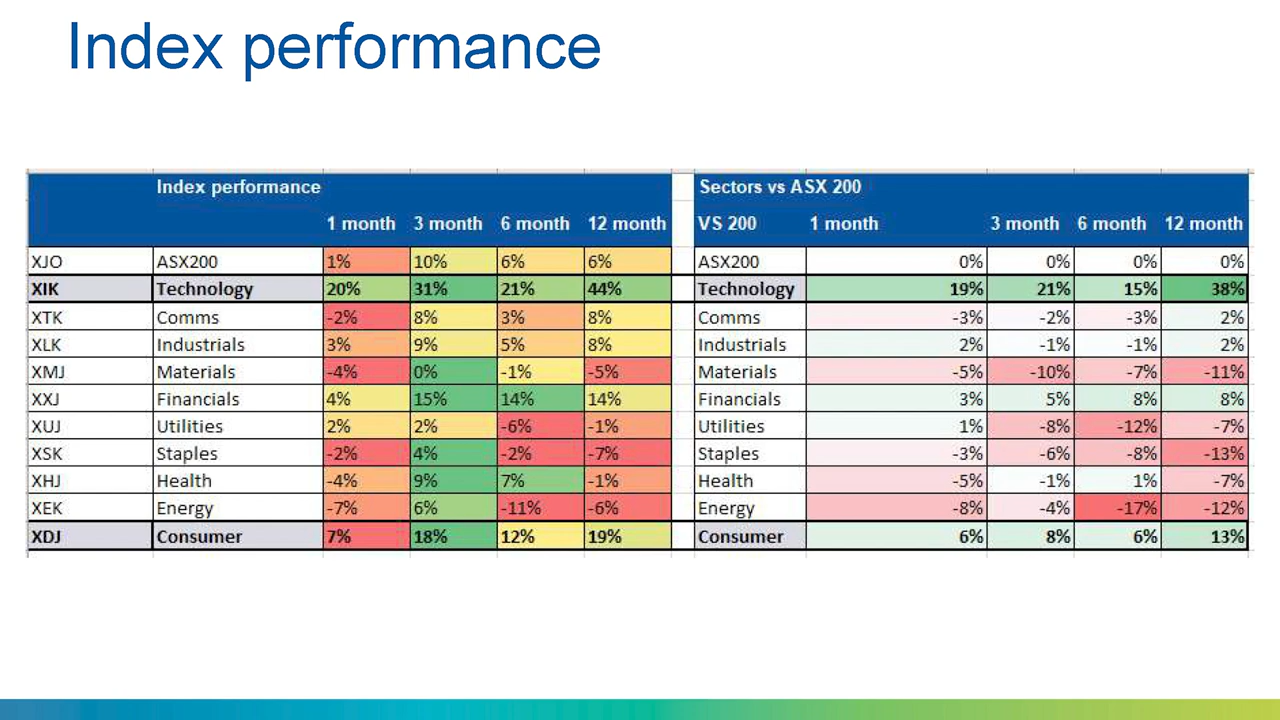 Index performance
Index performance Sectors vs ASX 200
1 month 3 month 6 month 12 month VS 200 1 month 3 month 6 month 12 month
XJO ASX200 1% 10% 6% 6% ASX200 0% 0% 0% 0%
XIK Technology 20% 31% 21% 44% Technology 19% 21% 15% 38%
XTK Comms -2% 8% 3% 8% Comms -3% -2% -3% 2%
XLK Industrials 3% 9% 5% 8% Industrials 2% -1% -1% 2%
XMJ Materials -4% 0% -1% -5% Materials -5% -10% -7% -11%
XXJ Financials 4% 15% 14% 14% Financials 3% 5% 8% 8%
XUJ Utilities 2% 2% -6% -1% Utilities 1% -8% -12% -7%
XSK Staples -2% 4% -2% -7% Staples -3% -6% -8% -13%
XHJ Health -4% 9% 7% -1% Health -5% -1% 1% -7%
XEK Energy -7% 6% -11% -6% Energy -8% -4% -17% -12%
XDJ Consumer 7% 18% 12% 19% Consumer 6% 8% 6% 13%